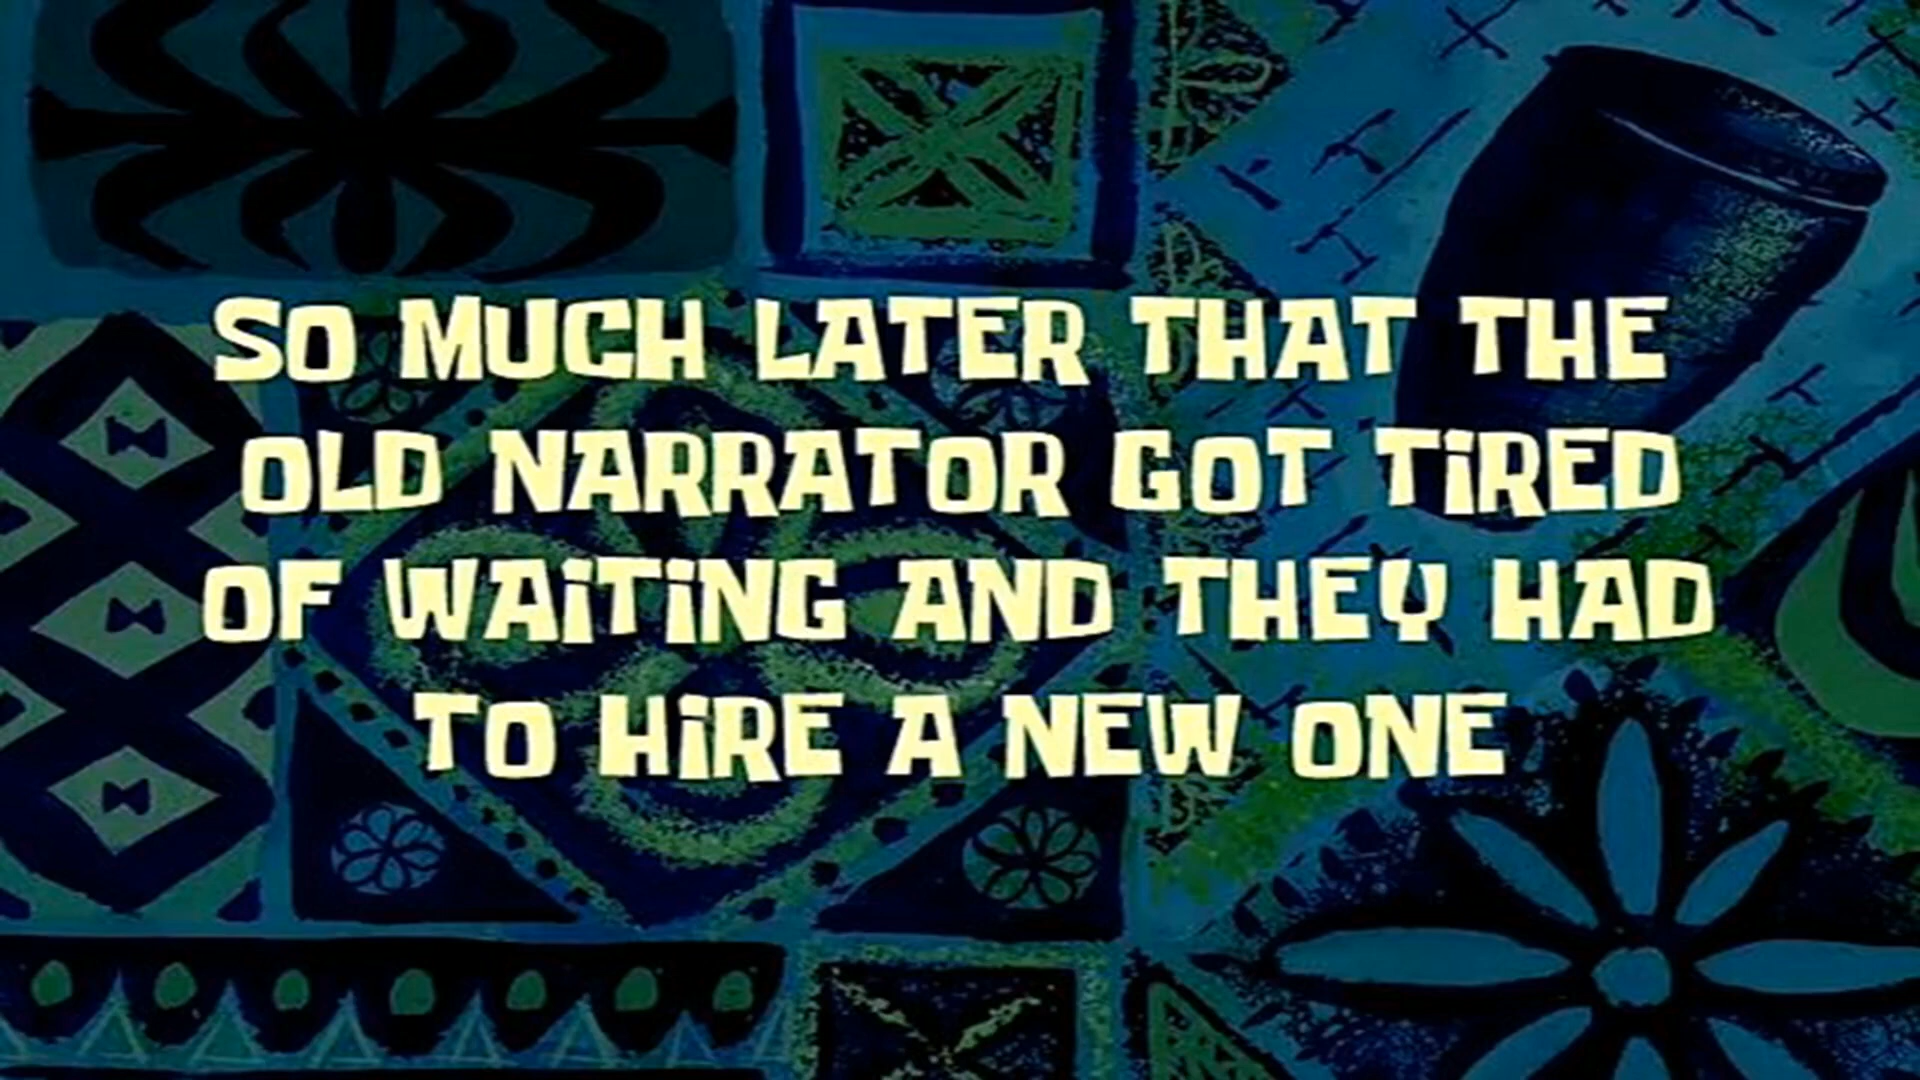 SO MUCH LATER THAT THE
OLD NARRATOR GOT TiRED
OF WAiTiNG AND THEY HAD
TO HiRE A NEW ONE